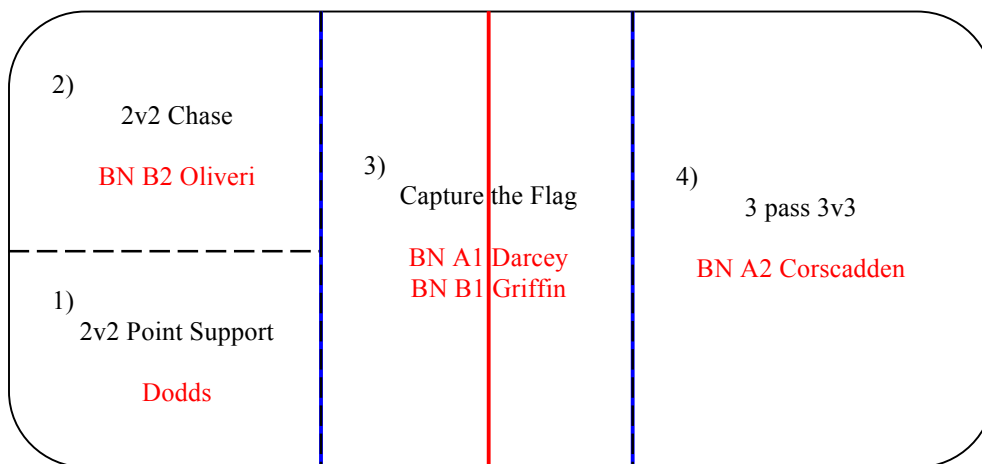 2)
2v2 Chase
BN B2 Oliveri
1)
2v2 Point Support
Dodds
3)
Capture the Flag
BN A1 Darcey
BN B1 Griffin
4)
3 pass 3v3
BN A2 Corscadden